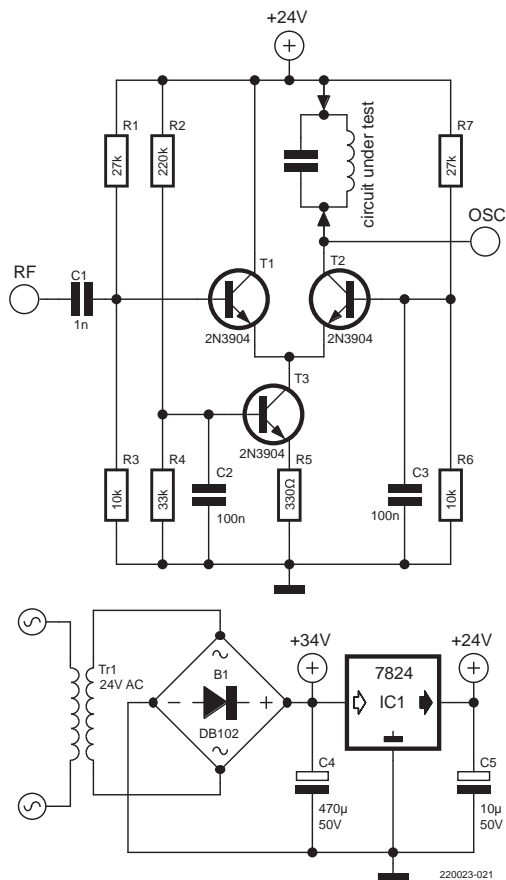 +24V
+
R1
R2
R7
27k
220k
27k
circuit under test
OSC
RF
C1
1n
T1
T2
2N3904
2N3904
T3
2N3904
R3
R4
C2
R5
C3
R6
10k
33k
100n
330Ω
100n
10k
+34V
+24V
+
+
Tr1
24V AC
B1
DB102
~
- +
~
7824
IC1
C4
470µ
50V
C5
10µ
50V
220023-021